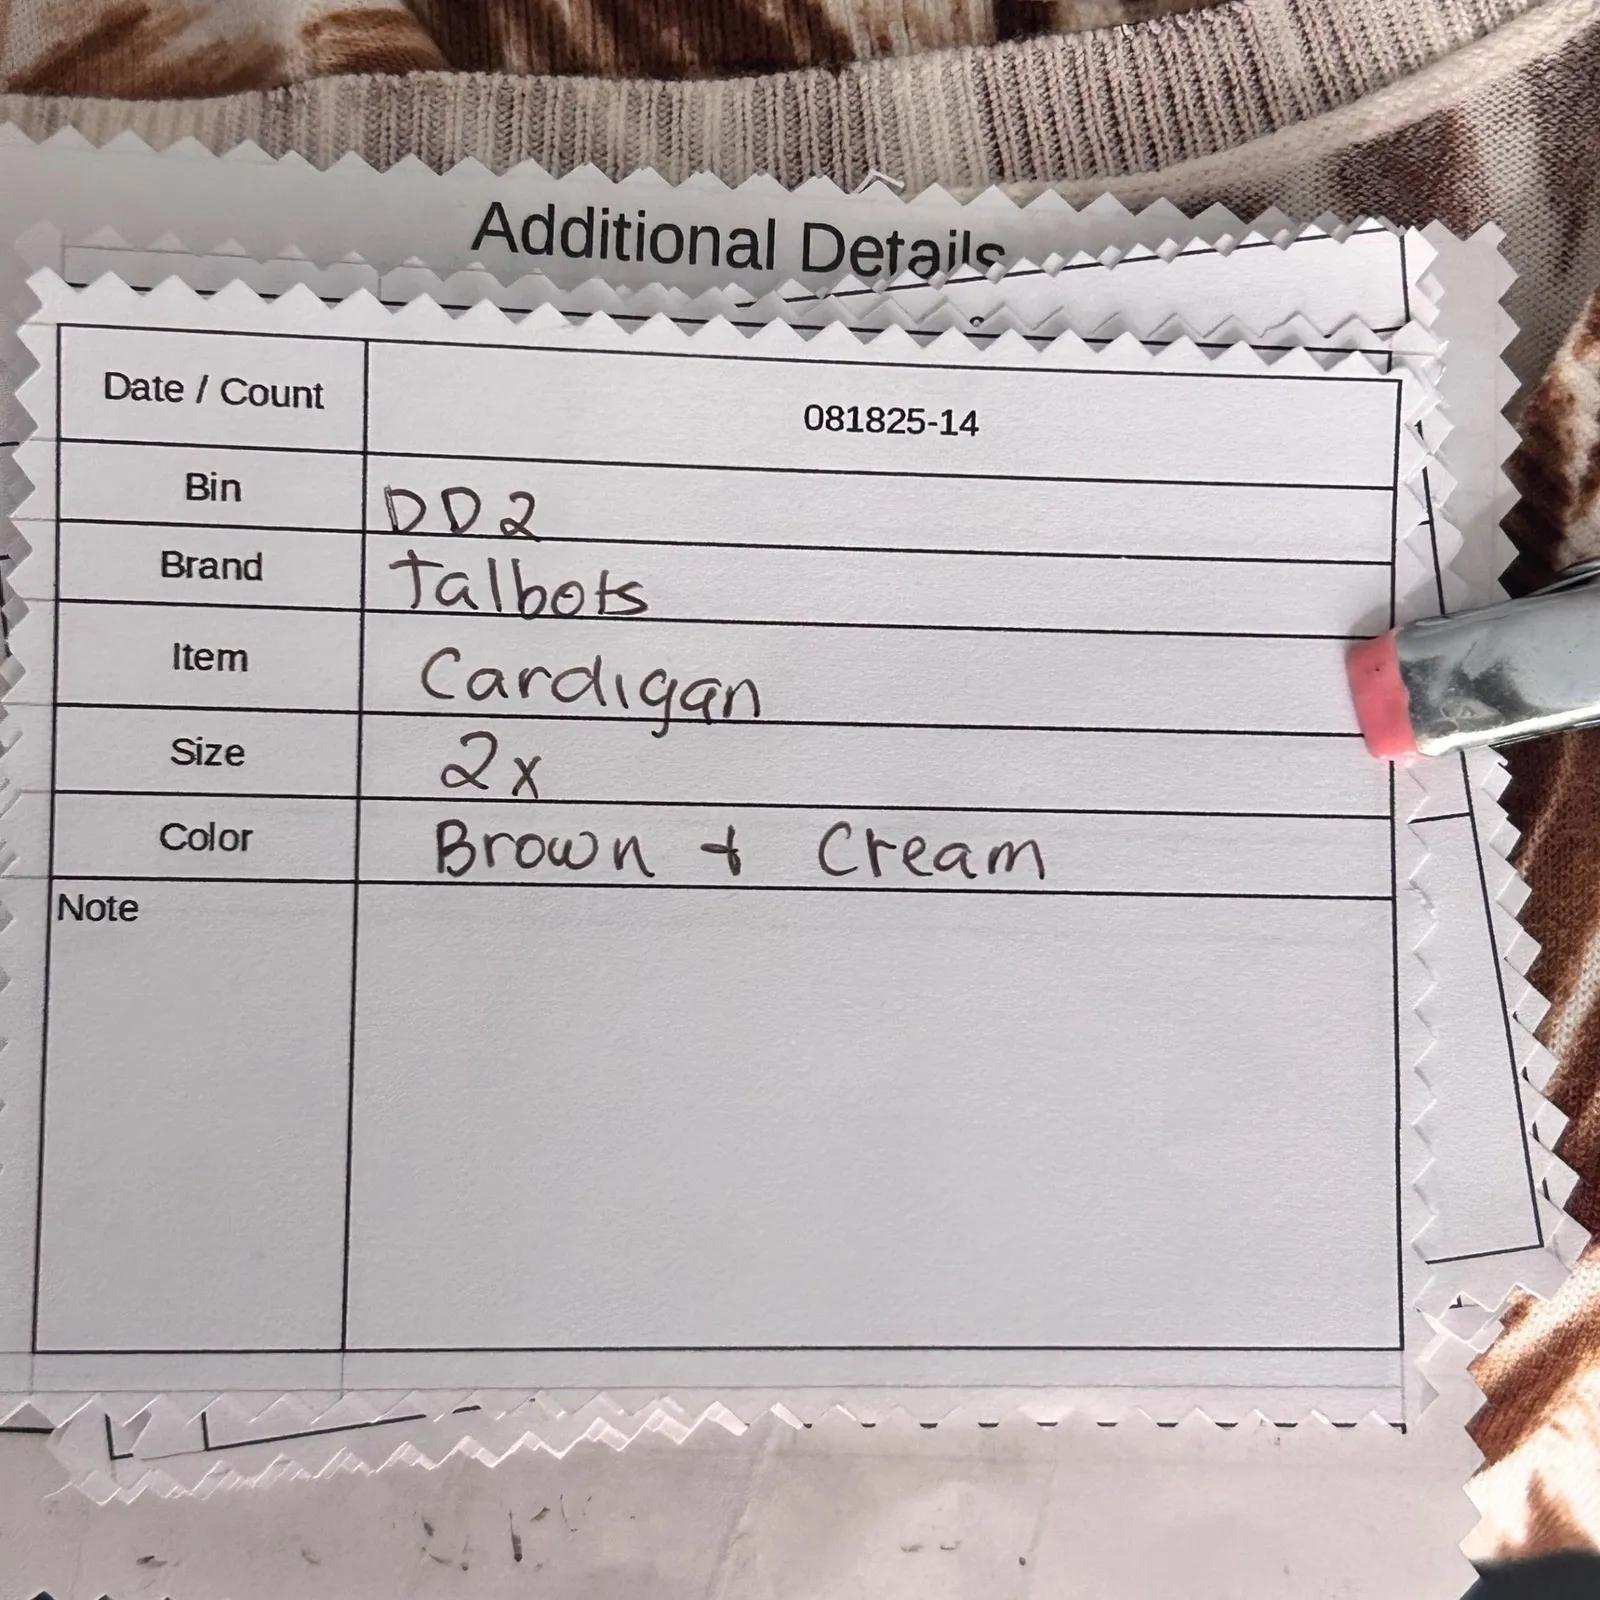 Additional Details
Date / Count 081825-14
Bin DD2
Brand Talbots
Item Cardigan
Size 2x
Color Brown + Cream
Note